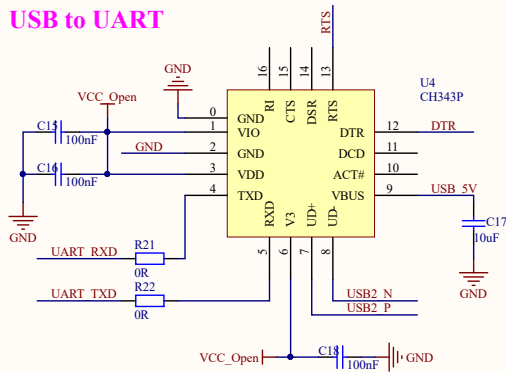 USB to UART
RTS
16
15
14
13
GND
U4
CH343P
VCC_Open
0
GND
RI
CTS
DSR
RTS
C15
100nF
1
VIO
DTR
12
DTR
GND
2
GND
DCD
11
C16
100nF
3
VDD
ACT#
10
4
TXD
VBUS
9
USB_5V
GND
RXD
V3
UD+
UD-
C17
10uF
UART_RXD
R21
0R
5
6
7
8
GND
UART_TXD
R22
0R
USB2_N
USB2_P
VCC_Open
C18
100nF
GND